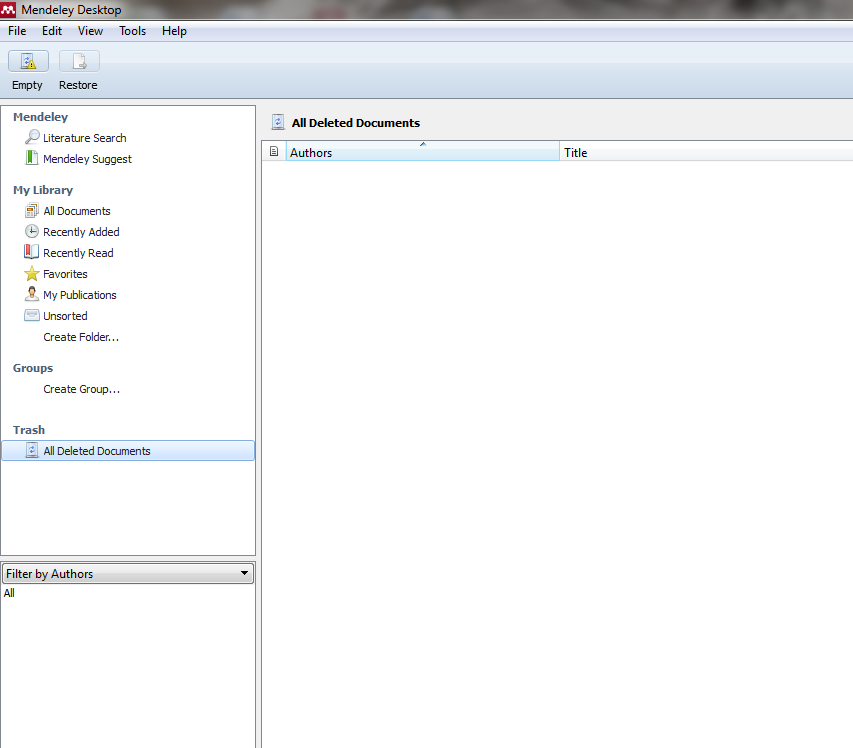 Mendeley Desktop
File Edit View Tools Help
Empty Restore
Mendeley
Literature Search
Mendeley Suggest
My Library
All Documents
Recently Added
Recently Read
Favorites
My Publications
Unsorted
Create Folder...
Groups
Create Group...
Trash
All Deleted Documents
Filter by Authors
All
All Deleted Documents
Authors Title